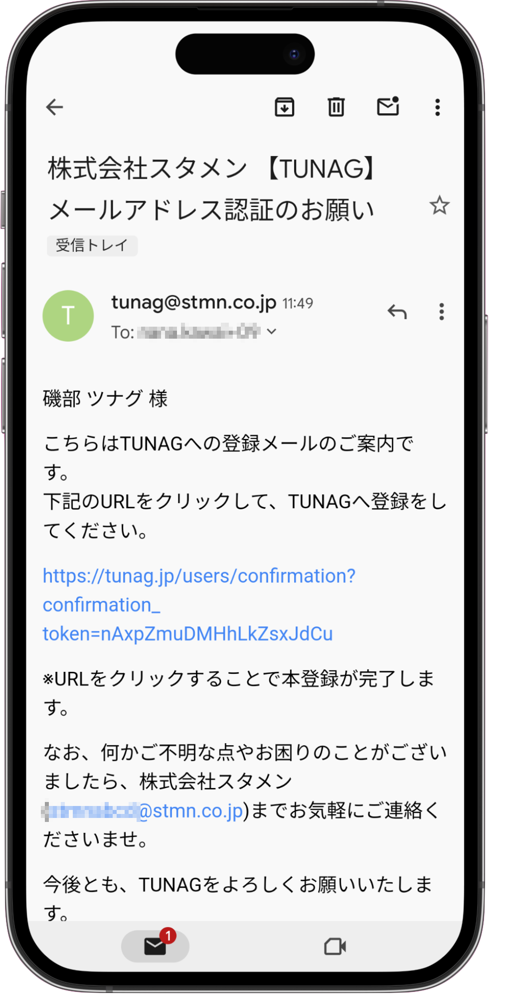 株式会社スタメン 【TUNAG】
メールアドレス認証のお願い
受信トレイ
T
tunag@stmn.co.jp 11:49
To:
磯部 ツナグ 様
こちらはTUNAGへの登録メールのご案内で
す。
下記のURLをクリックして、TUNAGへ登録をし
てください。
https://tunag.jp/users/confirmation?
confirmation_
token=nAxpZmuDMHhLkZsxJdCu
※URLをクリックすることで本登録が完了しま
す。
なお、何かご不明な点やお困りのことがござい
ましたら、株式会社スタメン
@stmn.co.jp)までお気軽にご連絡く
ださいませ。
今後とも、TUNAGをよろしくお願いいたしま
す。
1